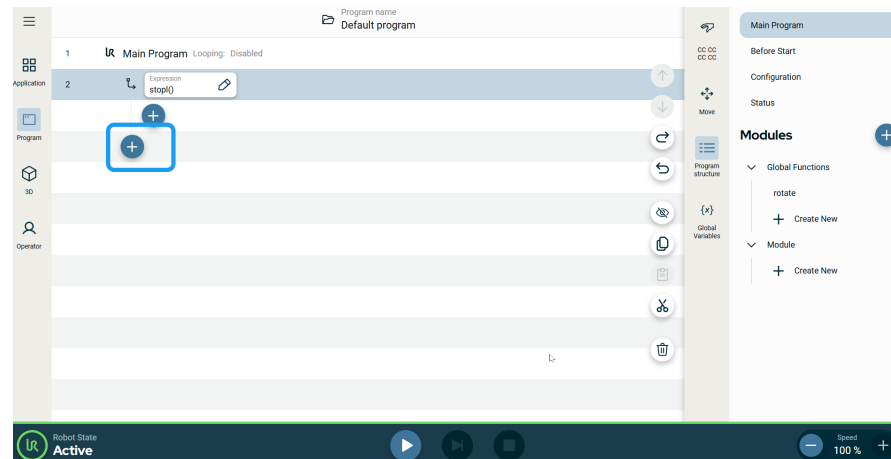 Program name
Default program
Application
Program
3D
Operator
1 Main Program Looping: Disabled
2 Expression
stopl()
CC CC
CC CC
Move
Program
structure
{x}
Global
Variables
Main Program
Before Start
Configuration
Status
Modules
Global Functions
rotate
Create New
Module
Create New
UR Robot State
Active
Speed
100 %